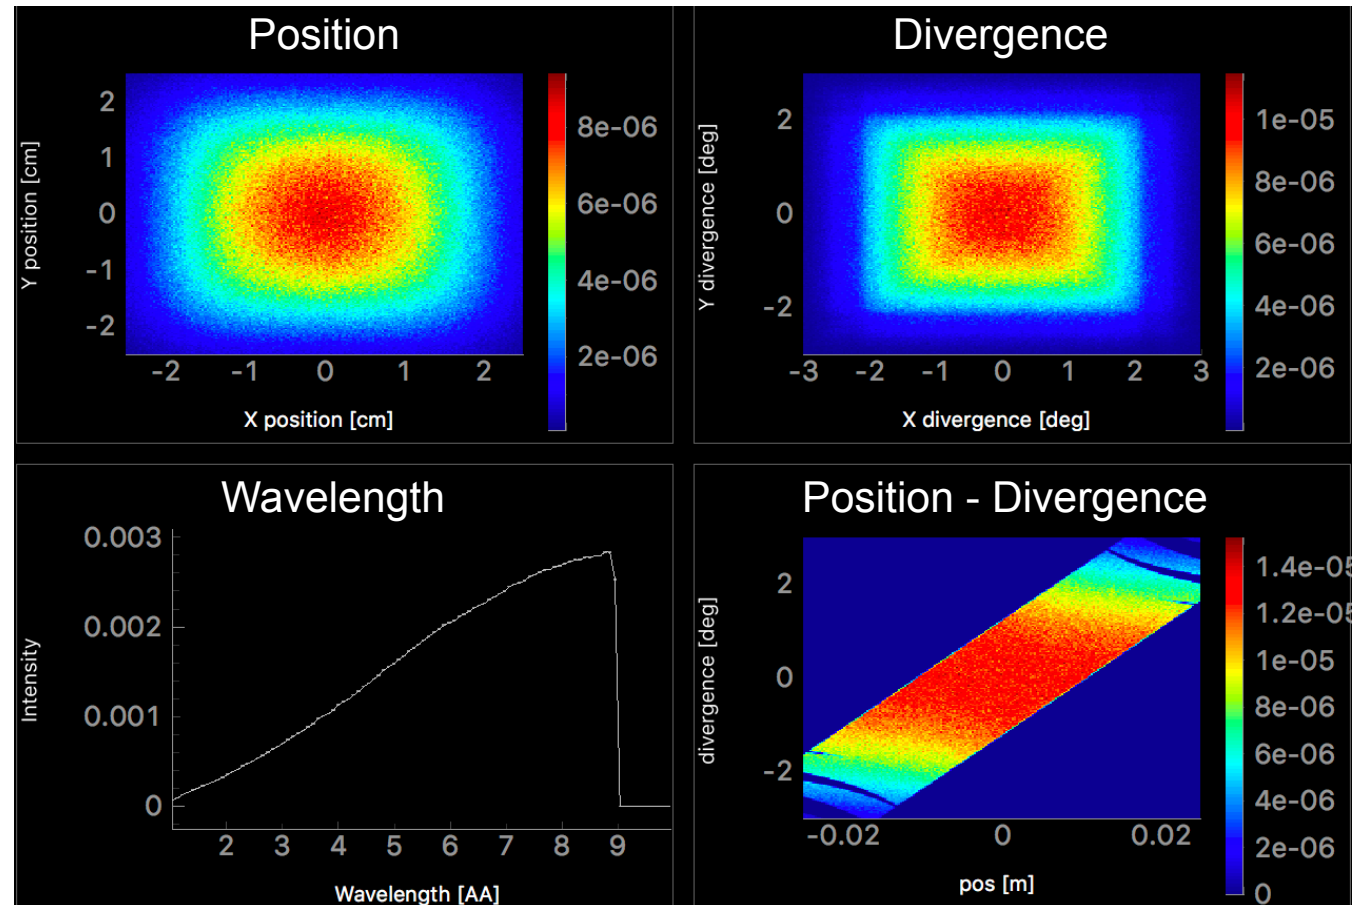 Position
Y position [cm]
2
1
0
-1
-2
-2 -1 0 1 2
X position [cm]
8e-06
6e-06
4e-06
2e-06
Divergence
Y divergence [deg]
2
0
-2
-3 -2 -1 0 1 2 3
X divergence [deg]
1e-05
8e-06
6e-06
4e-06
2e-06
Wavelength
Intensity
0.003
0.002
0.001
0
2 3 4 5 6 7 8 9
Wavelength [AA]
Position - Divergence
divergence [deg]
2
0
-2
-0.02 0 0.02
pos [m]
1.4e-05
1.2e-05
1e-05
8e-06
6e-06
4e-06
2e-06
0